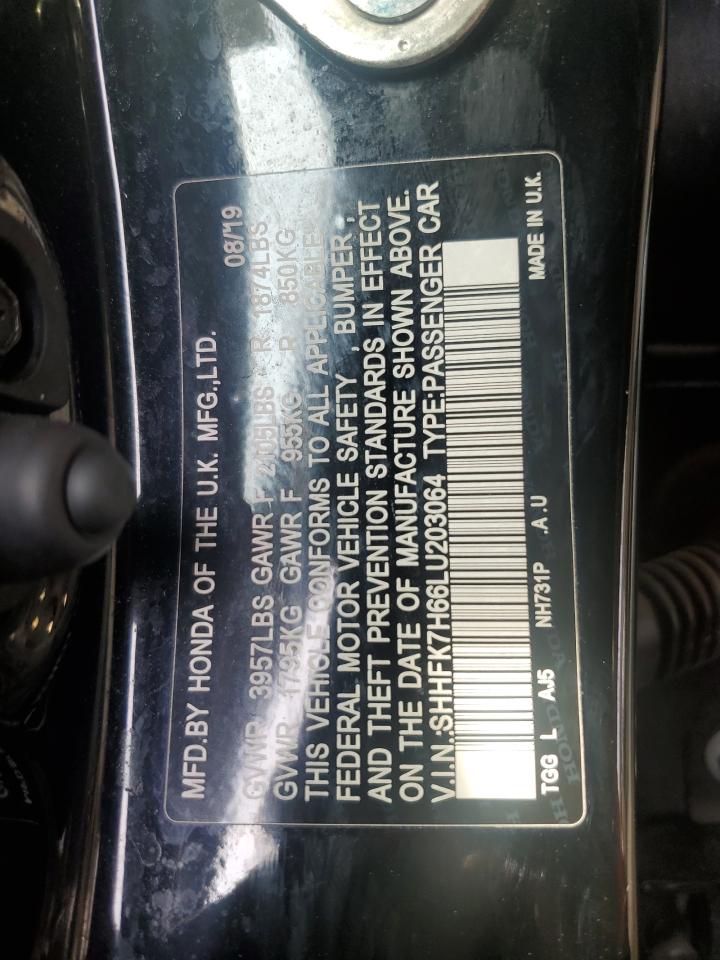 MFD.BY HONDA OF THE U.K. MFG.,LTD. 08/19
GVWR 3957LBS GAWR F 2105LBS R 1874LBS
GVWR 1795KG GAWR F 955KG R 850KG
THIS VEHICLE CONFORMS TO ALL APPLICABLE
FEDERAL MOTOR VEHICLE SAFETY , BUMPER ,
AND THEFT PREVENTION STANDARDS IN EFFECT
ON THE DATE OF MANUFACTURE SHOWN ABOVE.
V.I.N.:SHHFK7H66LU203064 TYPE:PASSENGER CAR
TGG L AJ5 NH731P .A .U MADE IN U.K.
HONDA